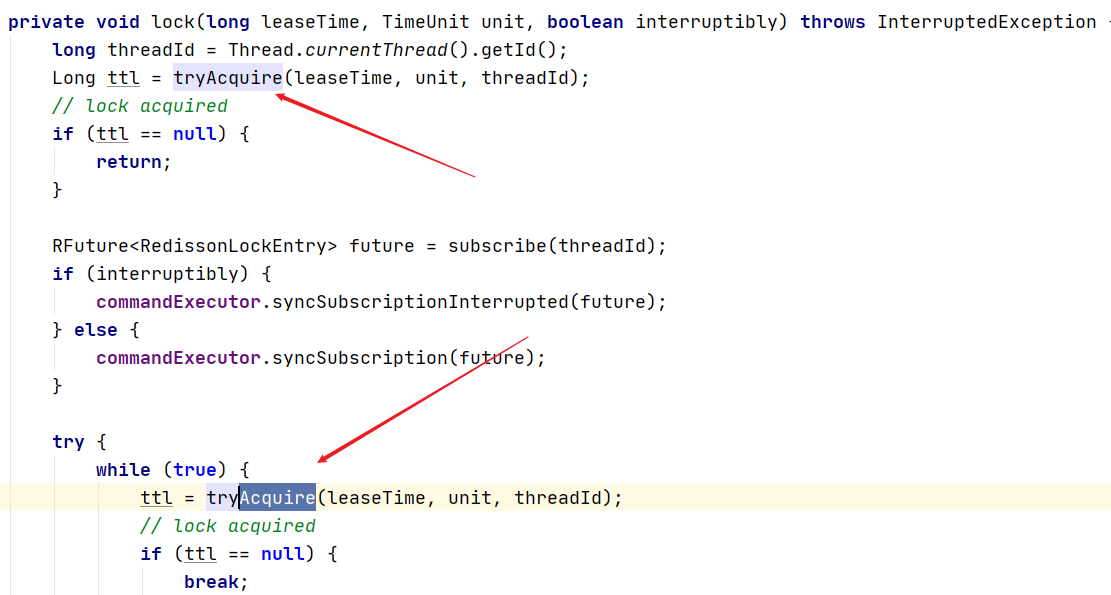 private void lock(long leaseTime, TimeUnit unit, boolean interruptibly) throws InterruptedException {
long threadId = Thread.currentThread().getId();
Long ttl = tryAcquire(leaseTime, unit, threadId);
// lock acquired
if (ttl == null) {
return;
}
RFuture<RedissonLockEntry> future = subscribe(threadId);
if (interruptibly) {
commandExecutor.syncSubscriptionInterrupted(future);
} else {
commandExecutor.syncSubscription(future);
}
try {
while (true) {
ttl = tryAcquire(leaseTime, unit, threadId);
// lock acquired
if (ttl == null) {
break;